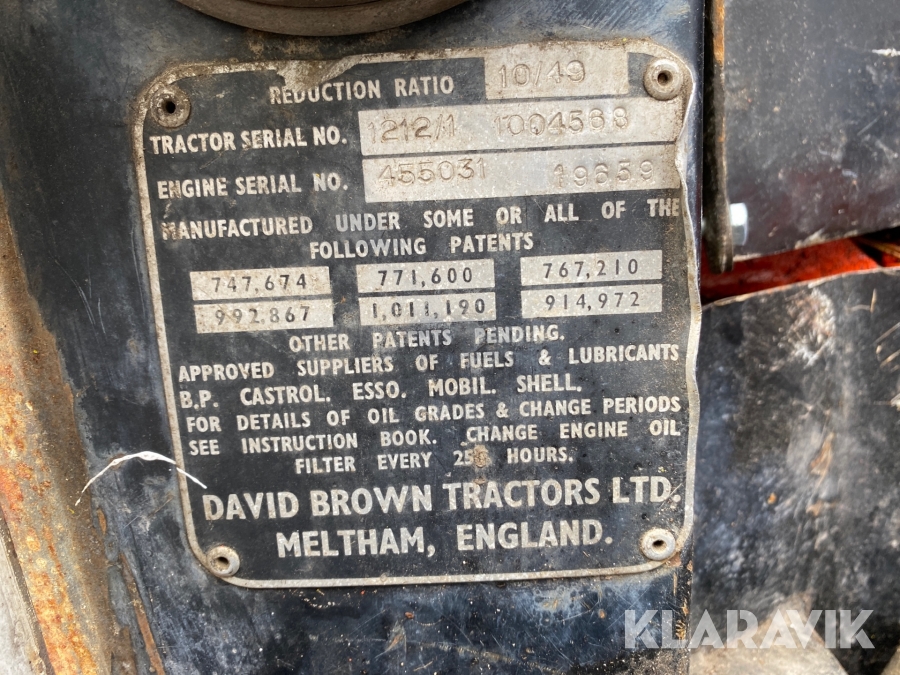 REDUCTION RATIO 10/49
TRACTOR SERIAL NO. 1212/1 1004568
ENGINE SERIAL NO. 455031 19659
MANUFACTURED UNDER SOME OR ALL OF THE
FOLLOWING PATENTS
747,674 771,600 767,210
992,867 1,011,190 914,972
OTHER PATENTS PENDING.
APPROVED SUPPLIERS OF FUELS & LUBRICANTS
B.P. CASTROL. ESSO. MOBIL. SHELL.
FOR DETAILS OF OIL GRADES & CHANGE PERIODS
SEE INSTRUCTION BOOK. CHANGE ENGINE OIL
FILTER EVERY 250 HOURS.
DAVID BROWN TRACTORS LTD.
MELTHAM, ENGLAND.
KLARAVIK